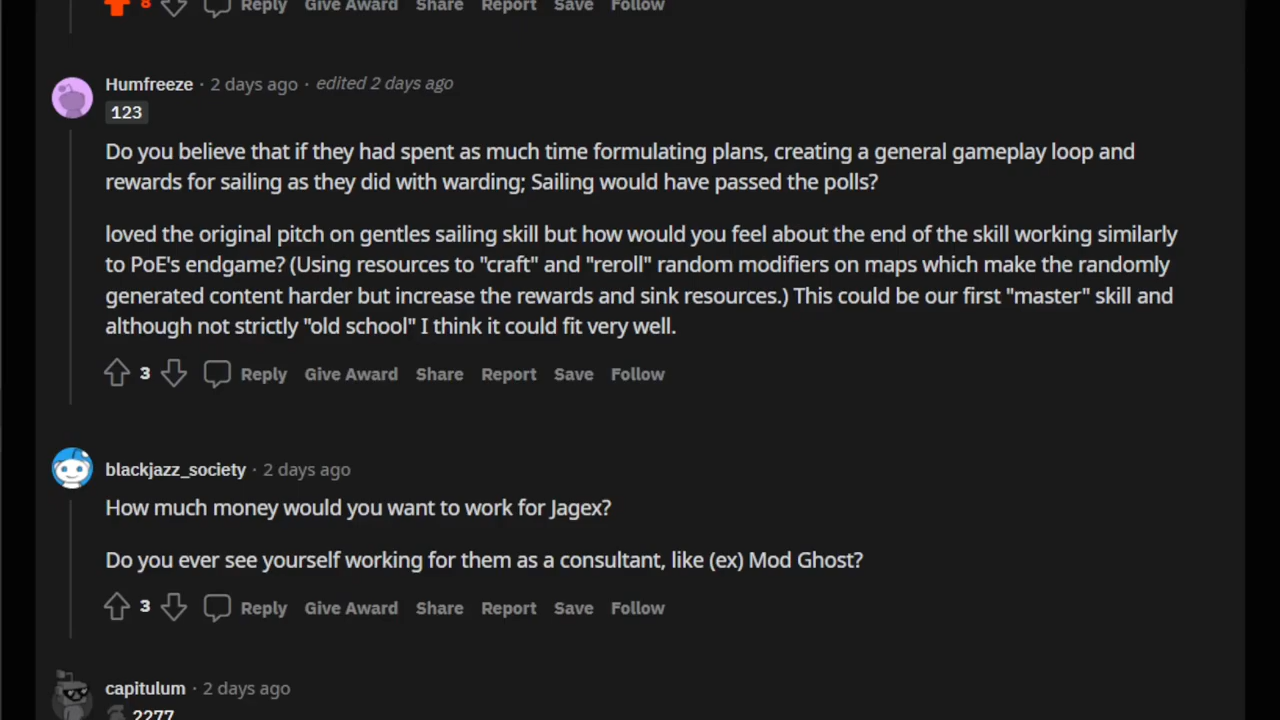 8 Reply Give Award Share Report Save Follow
Humfreeze · 2 days ago · edited 2 days ago
123
Do you believe that if they had spent as much time formulating plans, creating a general gameplay loop and
rewards for sailing as they did with warding; Sailing would have passed the polls?
loved the original pitch on gentles sailing skill but how would you feel about the end of the skill working similarly
to PoE's endgame? (Using resources to "craft" and "reroll" random modifiers on maps which make the randomly
generated content harder but increase the rewards and sink resources.) This could be our first "master" skill and
although not strictly "old school" I think it could fit very well.
3 Reply Give Award Share Report Save Follow
blackjazz_society · 2 days ago
How much money would you want to work for Jagex?
Do you ever see yourself working for them as a consultant, like (ex) Mod Ghost?
3 Reply Give Award Share Report Save Follow
capitulum · 2 days ago
2277